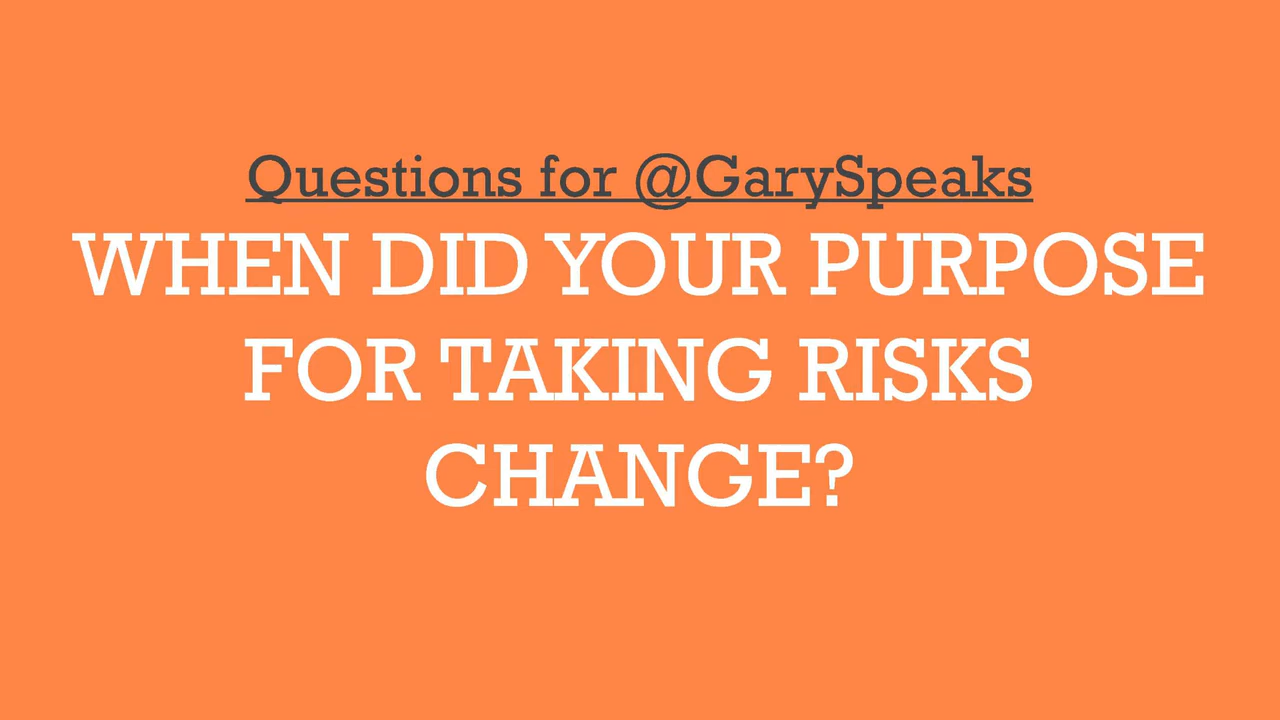 Questions for @GarySpeaks
WHEN DID YOUR PURPOSE
FOR TAKING RISKS
CHANGE?